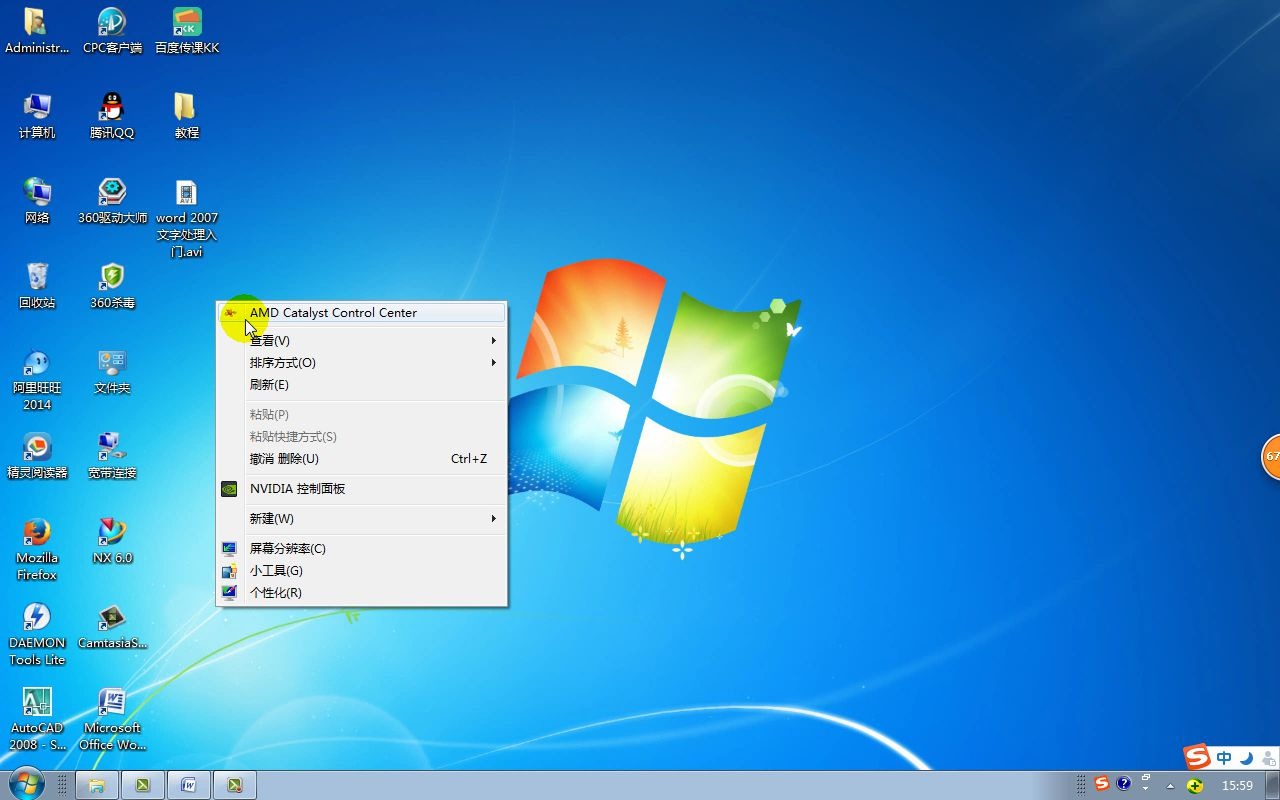 Administr...
CPC客户端
百度传课KK
KK
计算机
腾讯QQ
教程
网络
360驱动大师
AVI
word 2007
文字处理入
门.avi
回收站
360杀毒
阿里旺旺
2014
文件夹
精灵阅读器
宽带连接
Mozilla
Firefox
NX 6.0
DAEMON
Tools Lite
CamtasiaS...
AutoCAD
2008 - S...
Microsoft
Office Wo...
AMD Catalyst Control Center
查看(V)
排序方式(O)
刷新(E)
粘贴(P)
粘贴快捷方式(S)
撤消 删除(U) Ctrl+Z
NVIDIA 控制面板
新建(W)
屏幕分辨率(C)
小工具(G)
个性化(R)
67
中
15:59